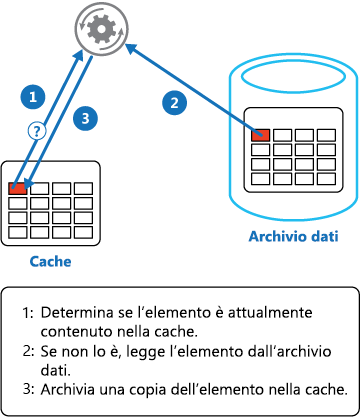 1
2
3
?
Archivio dati
Cache
1: Determina se l'elemento è attualmente
contenuto nella cache.
2: Se non lo è, legge l'elemento dall'archivio
dati.
3: Archivia una copia dell'elemento nella cache.